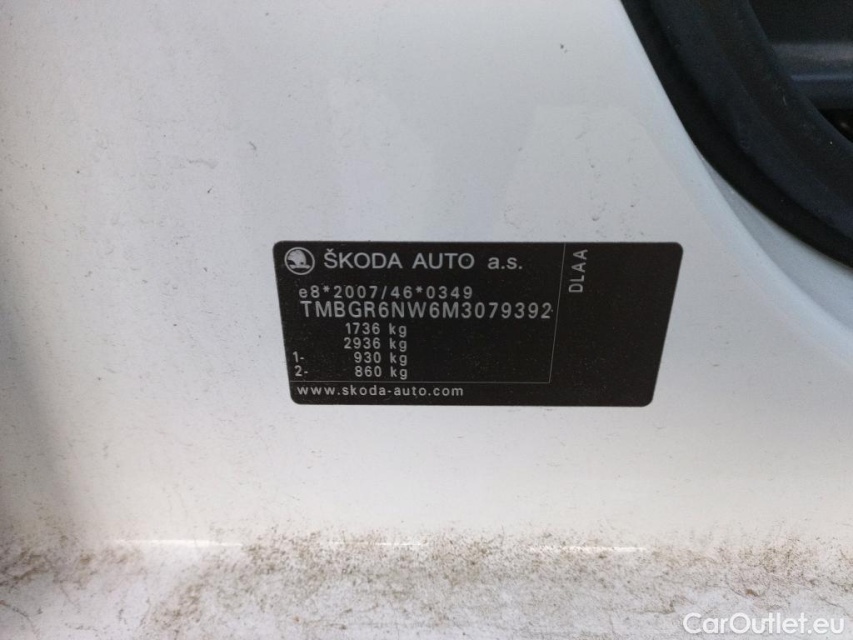 ŠKODA AUTO a.s.
DLAA
e8*2007/46*0349
TMBGR6NW6M3079392
1736 kg
2936 kg
1- 930 kg
2- 860 kg
www.skoda-auto.com
CarOutlet.eu